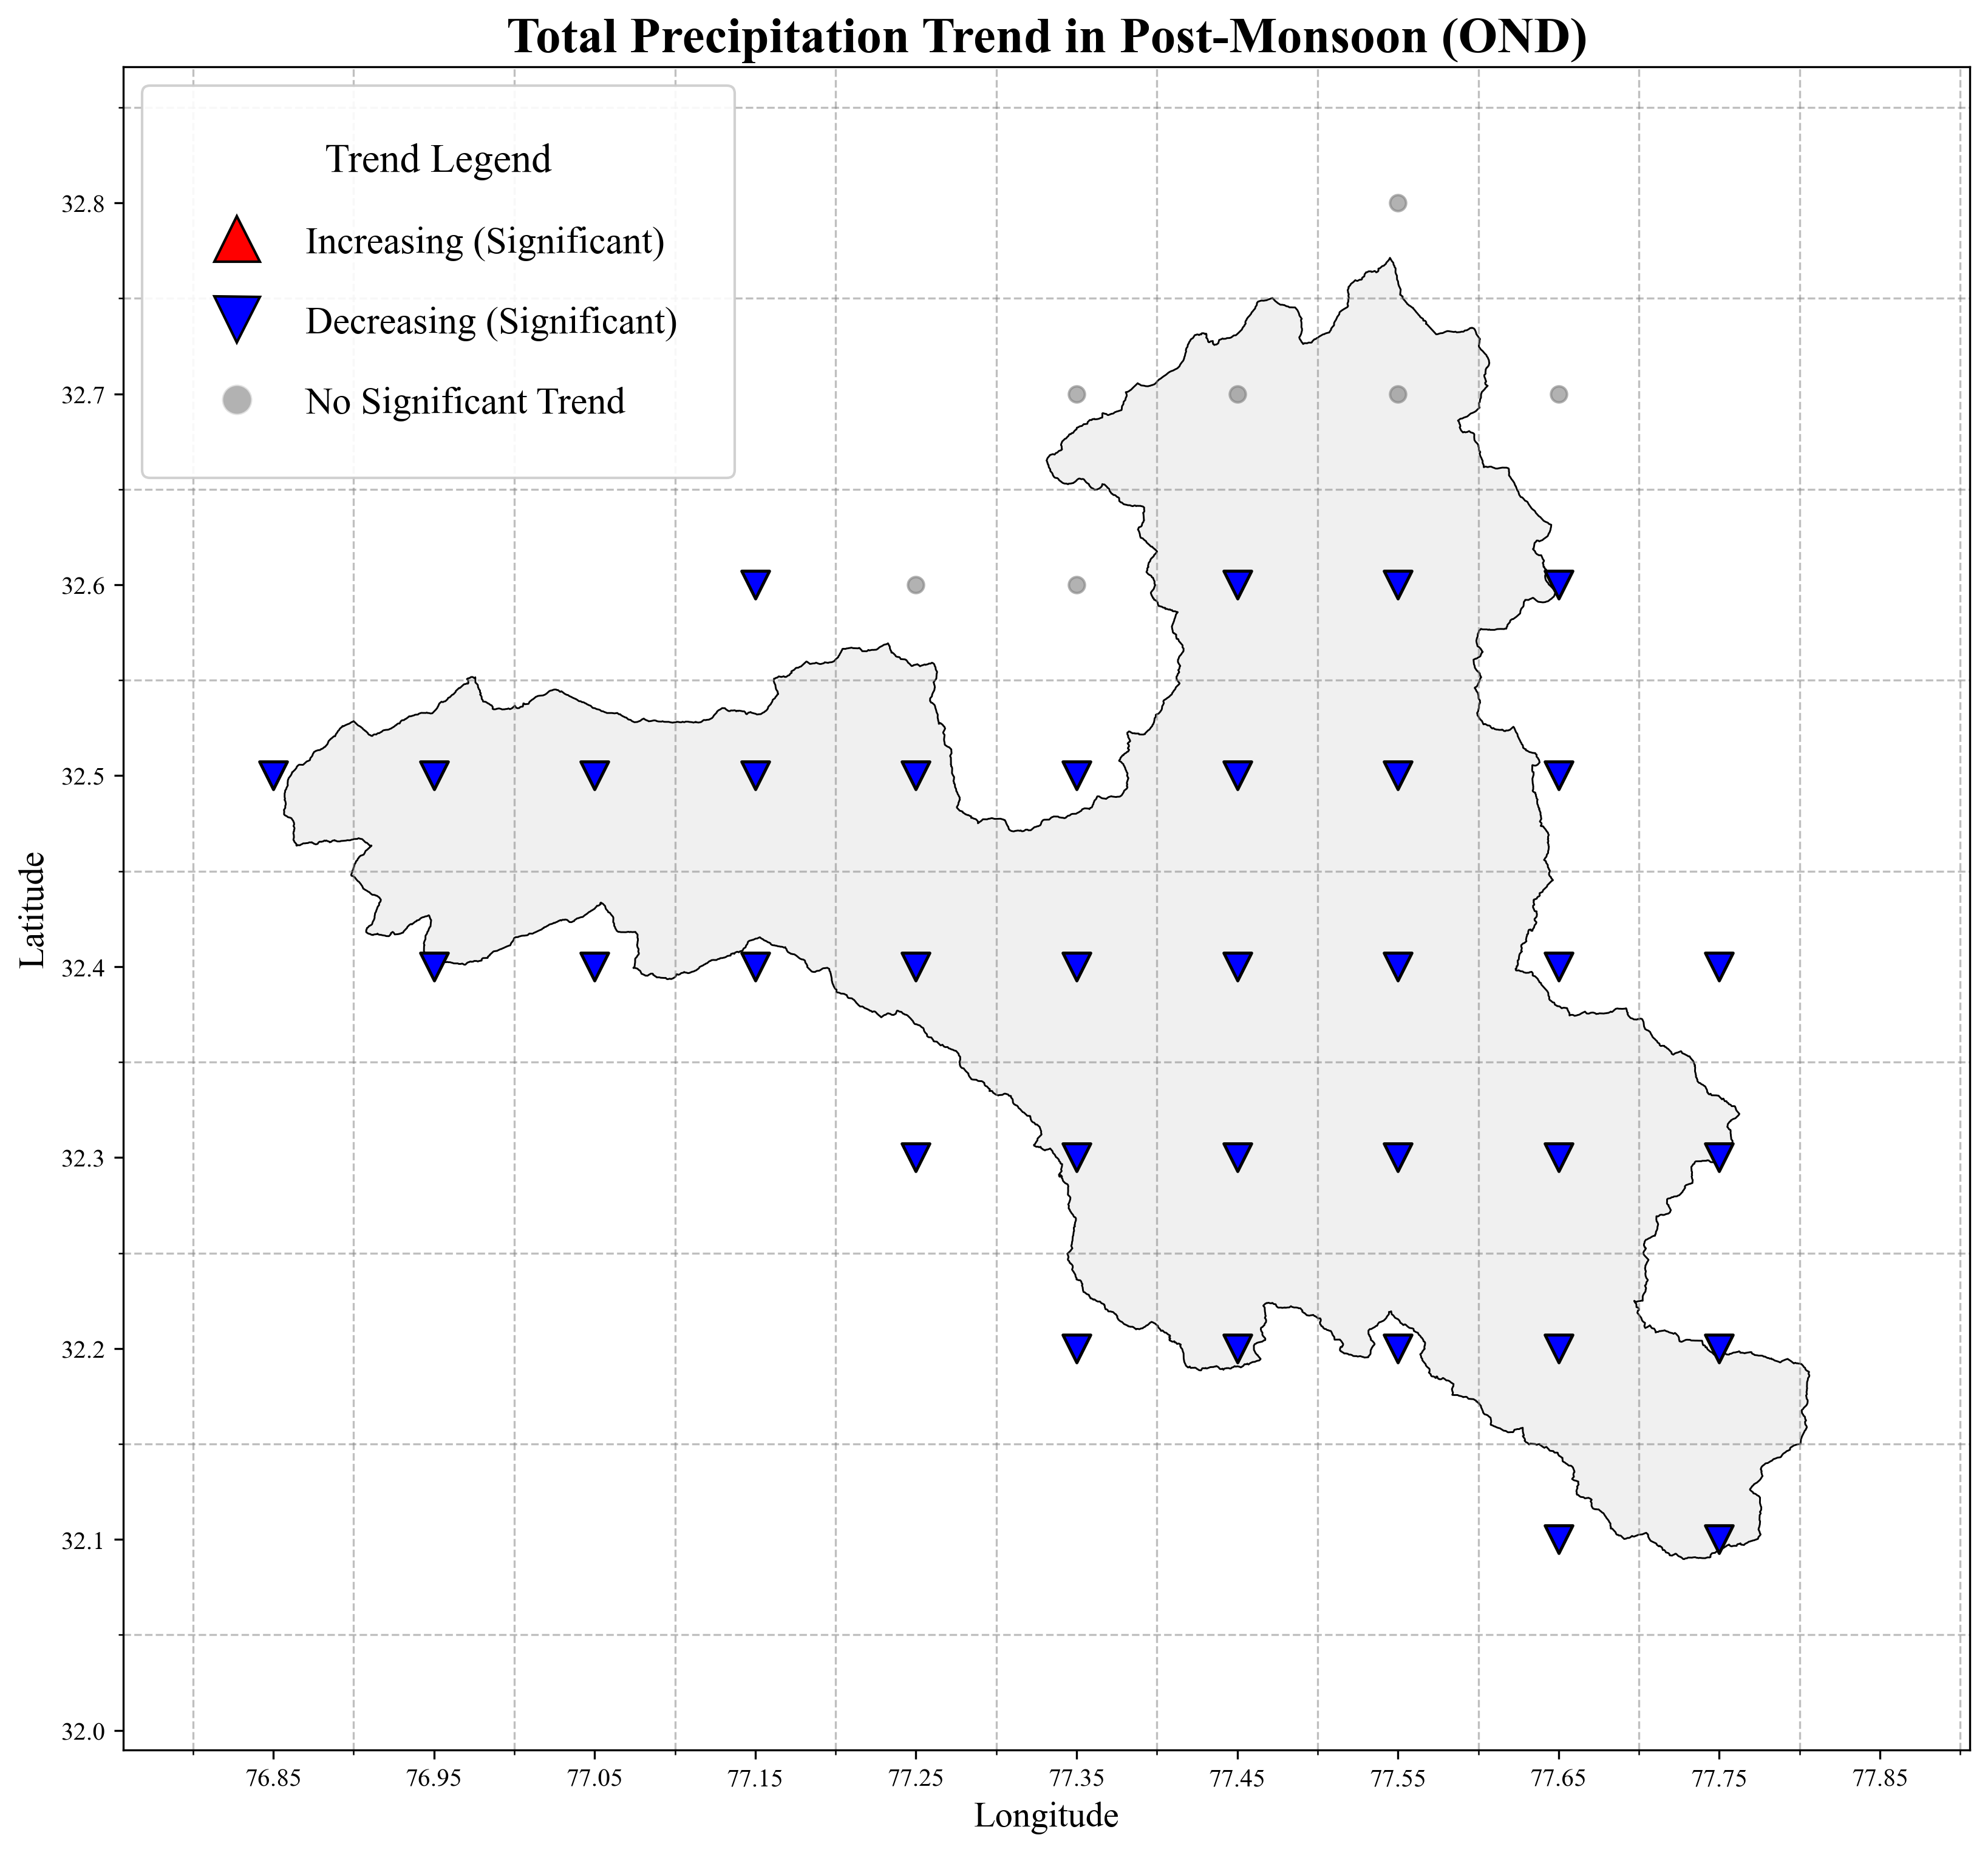 Total Precipitation Trend in Post-Monsoon (OND)
Trend Legend
Increasing (Significant)
Decreasing (Significant)
No Significant Trend
32.8
32.7
32.6
32.5
32.4
32.3
32.2
32.1
32.0
Latitude
76.85 76.95 77.05 77.15 77.25 77.35 77.45 77.55 77.65 77.75 77.85
Longitude